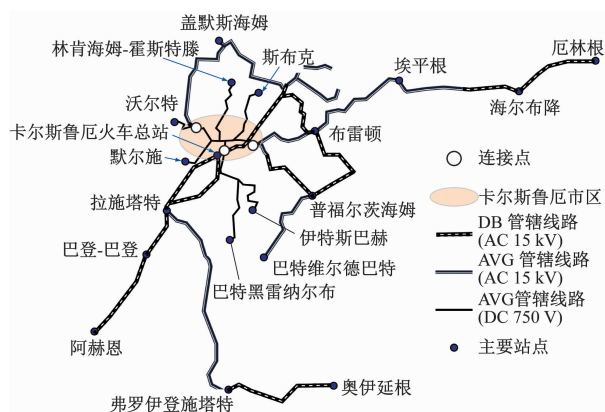 盖默斯海姆
林肯海姆-霍斯特滕
斯布克
厄林根
埃平根
沃尔特
海尔布隆
卡尔斯鲁厄火车总站
布雷顿
默尔施
连接点
拉施塔特
卡尔斯鲁厄市区
普福尔茨海姆
DB 管辖线路
(AC 15 kV)
伊特斯巴赫
巴登-巴登
AVG 管辖线路
(AC 15 kV)
巴特维尔德巴特
巴特黑雷纳尔布
AVG管辖线路
(DC 750 V)
阿赫恩
主要站点
弗罗伊登施塔特
奥伊延根